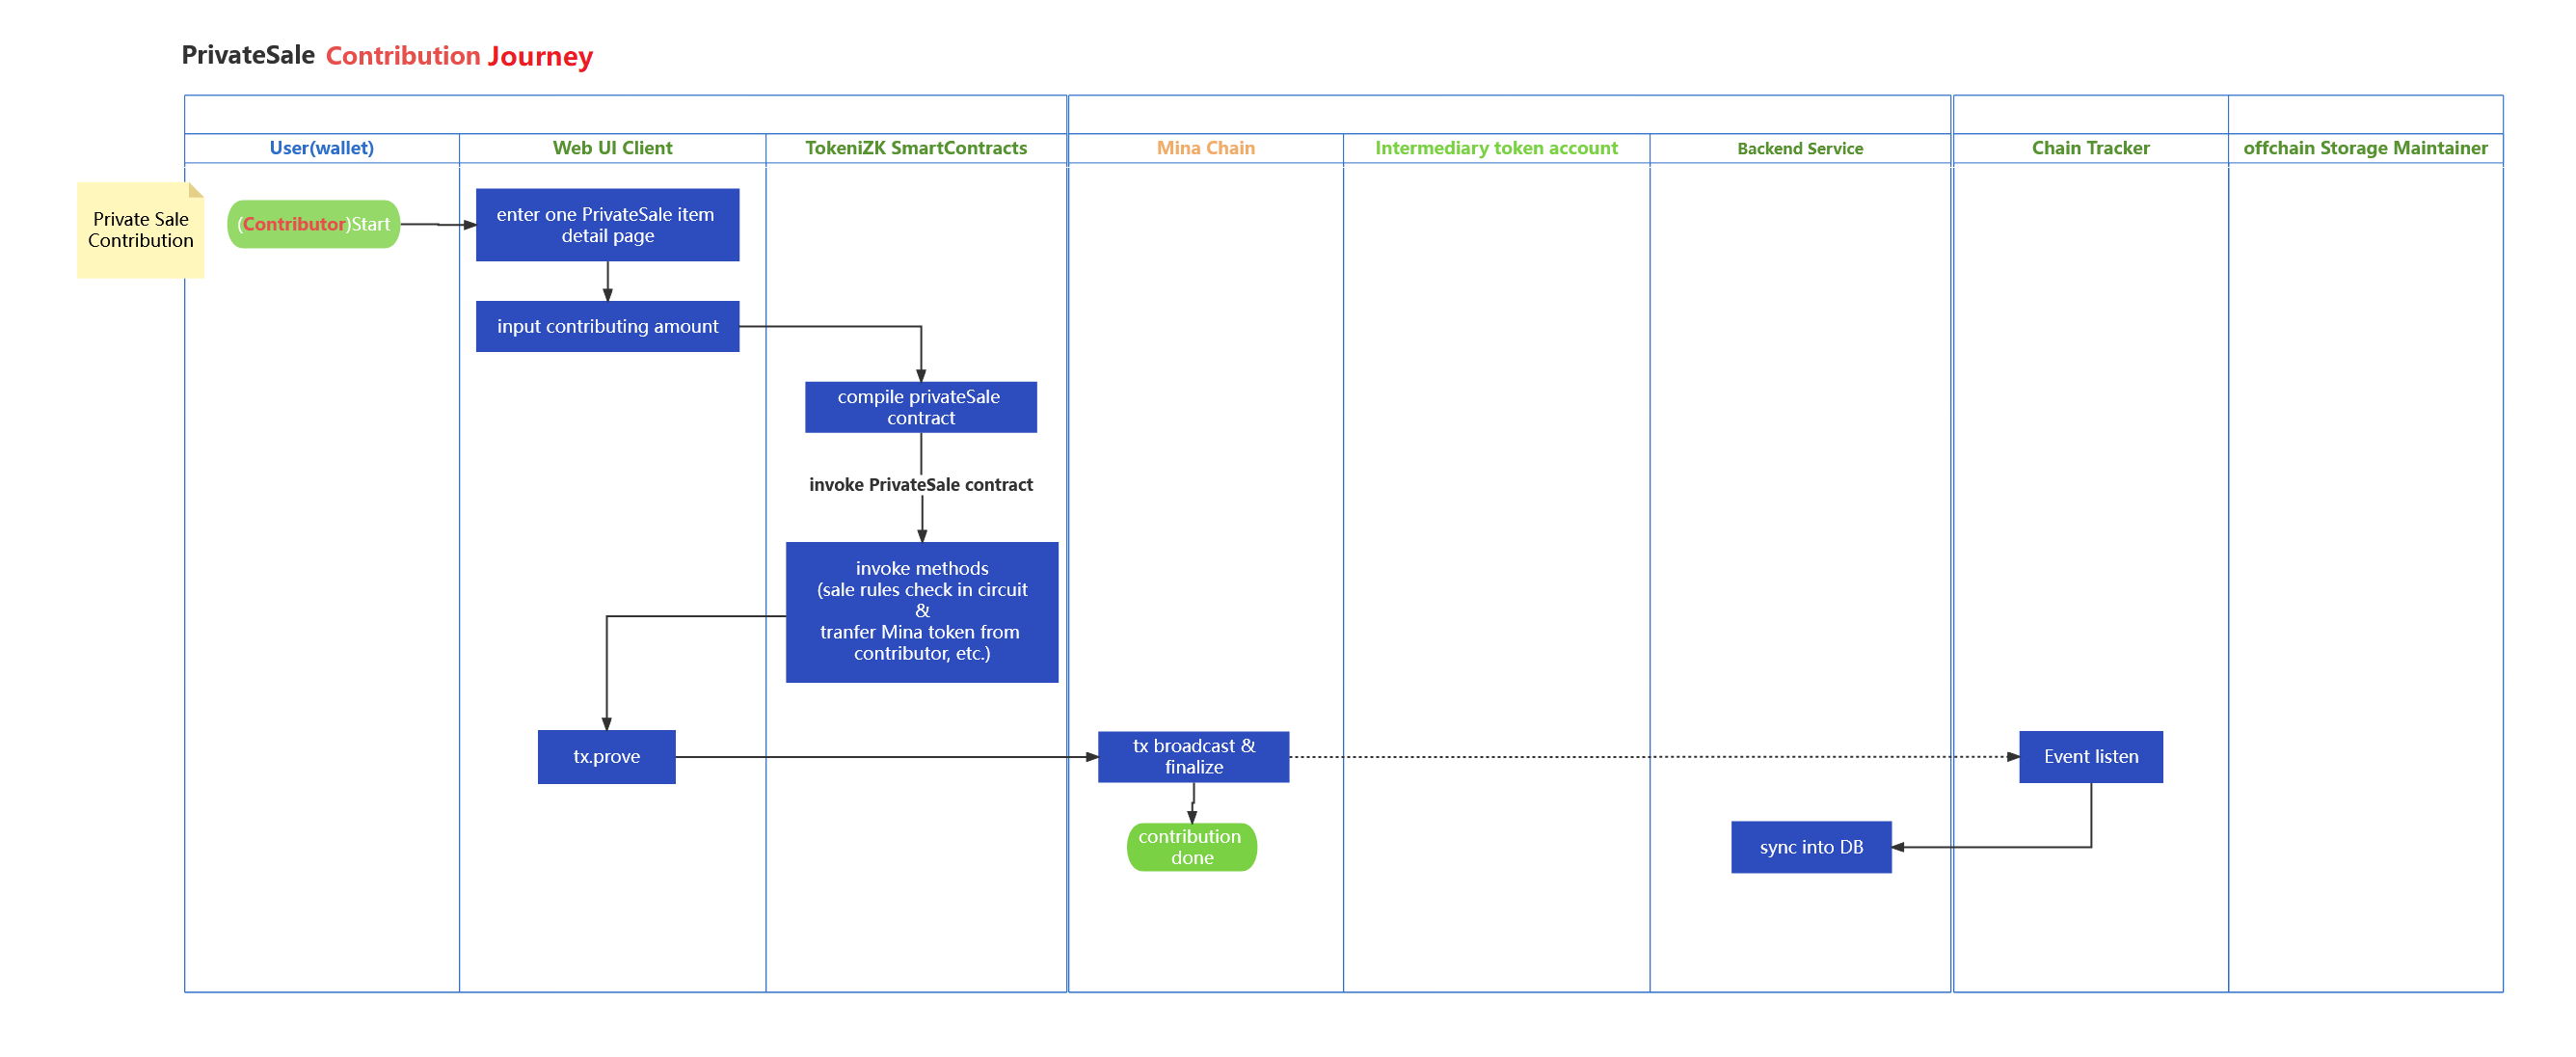 PrivateSale Contribution Journey
User(wallet)
Web UI Client
TokeniZK SmartContracts
Mina Chain
Intermediary token account
Backend Service
Chain Tracker
offchain Storage Maintainer
Private Sale
Contribution
(Contributor)Start
enter one PrivateSale item
detail page
input contributing amount
compile privateSale
contract
invoke PrivateSale contract
invoke methods
(sale rules check in circuit
&
tranfer Mina token from
contributor, etc.)
tx.prove
tx broadcast &
finalize
Event listen
contribution
done
sync into DB